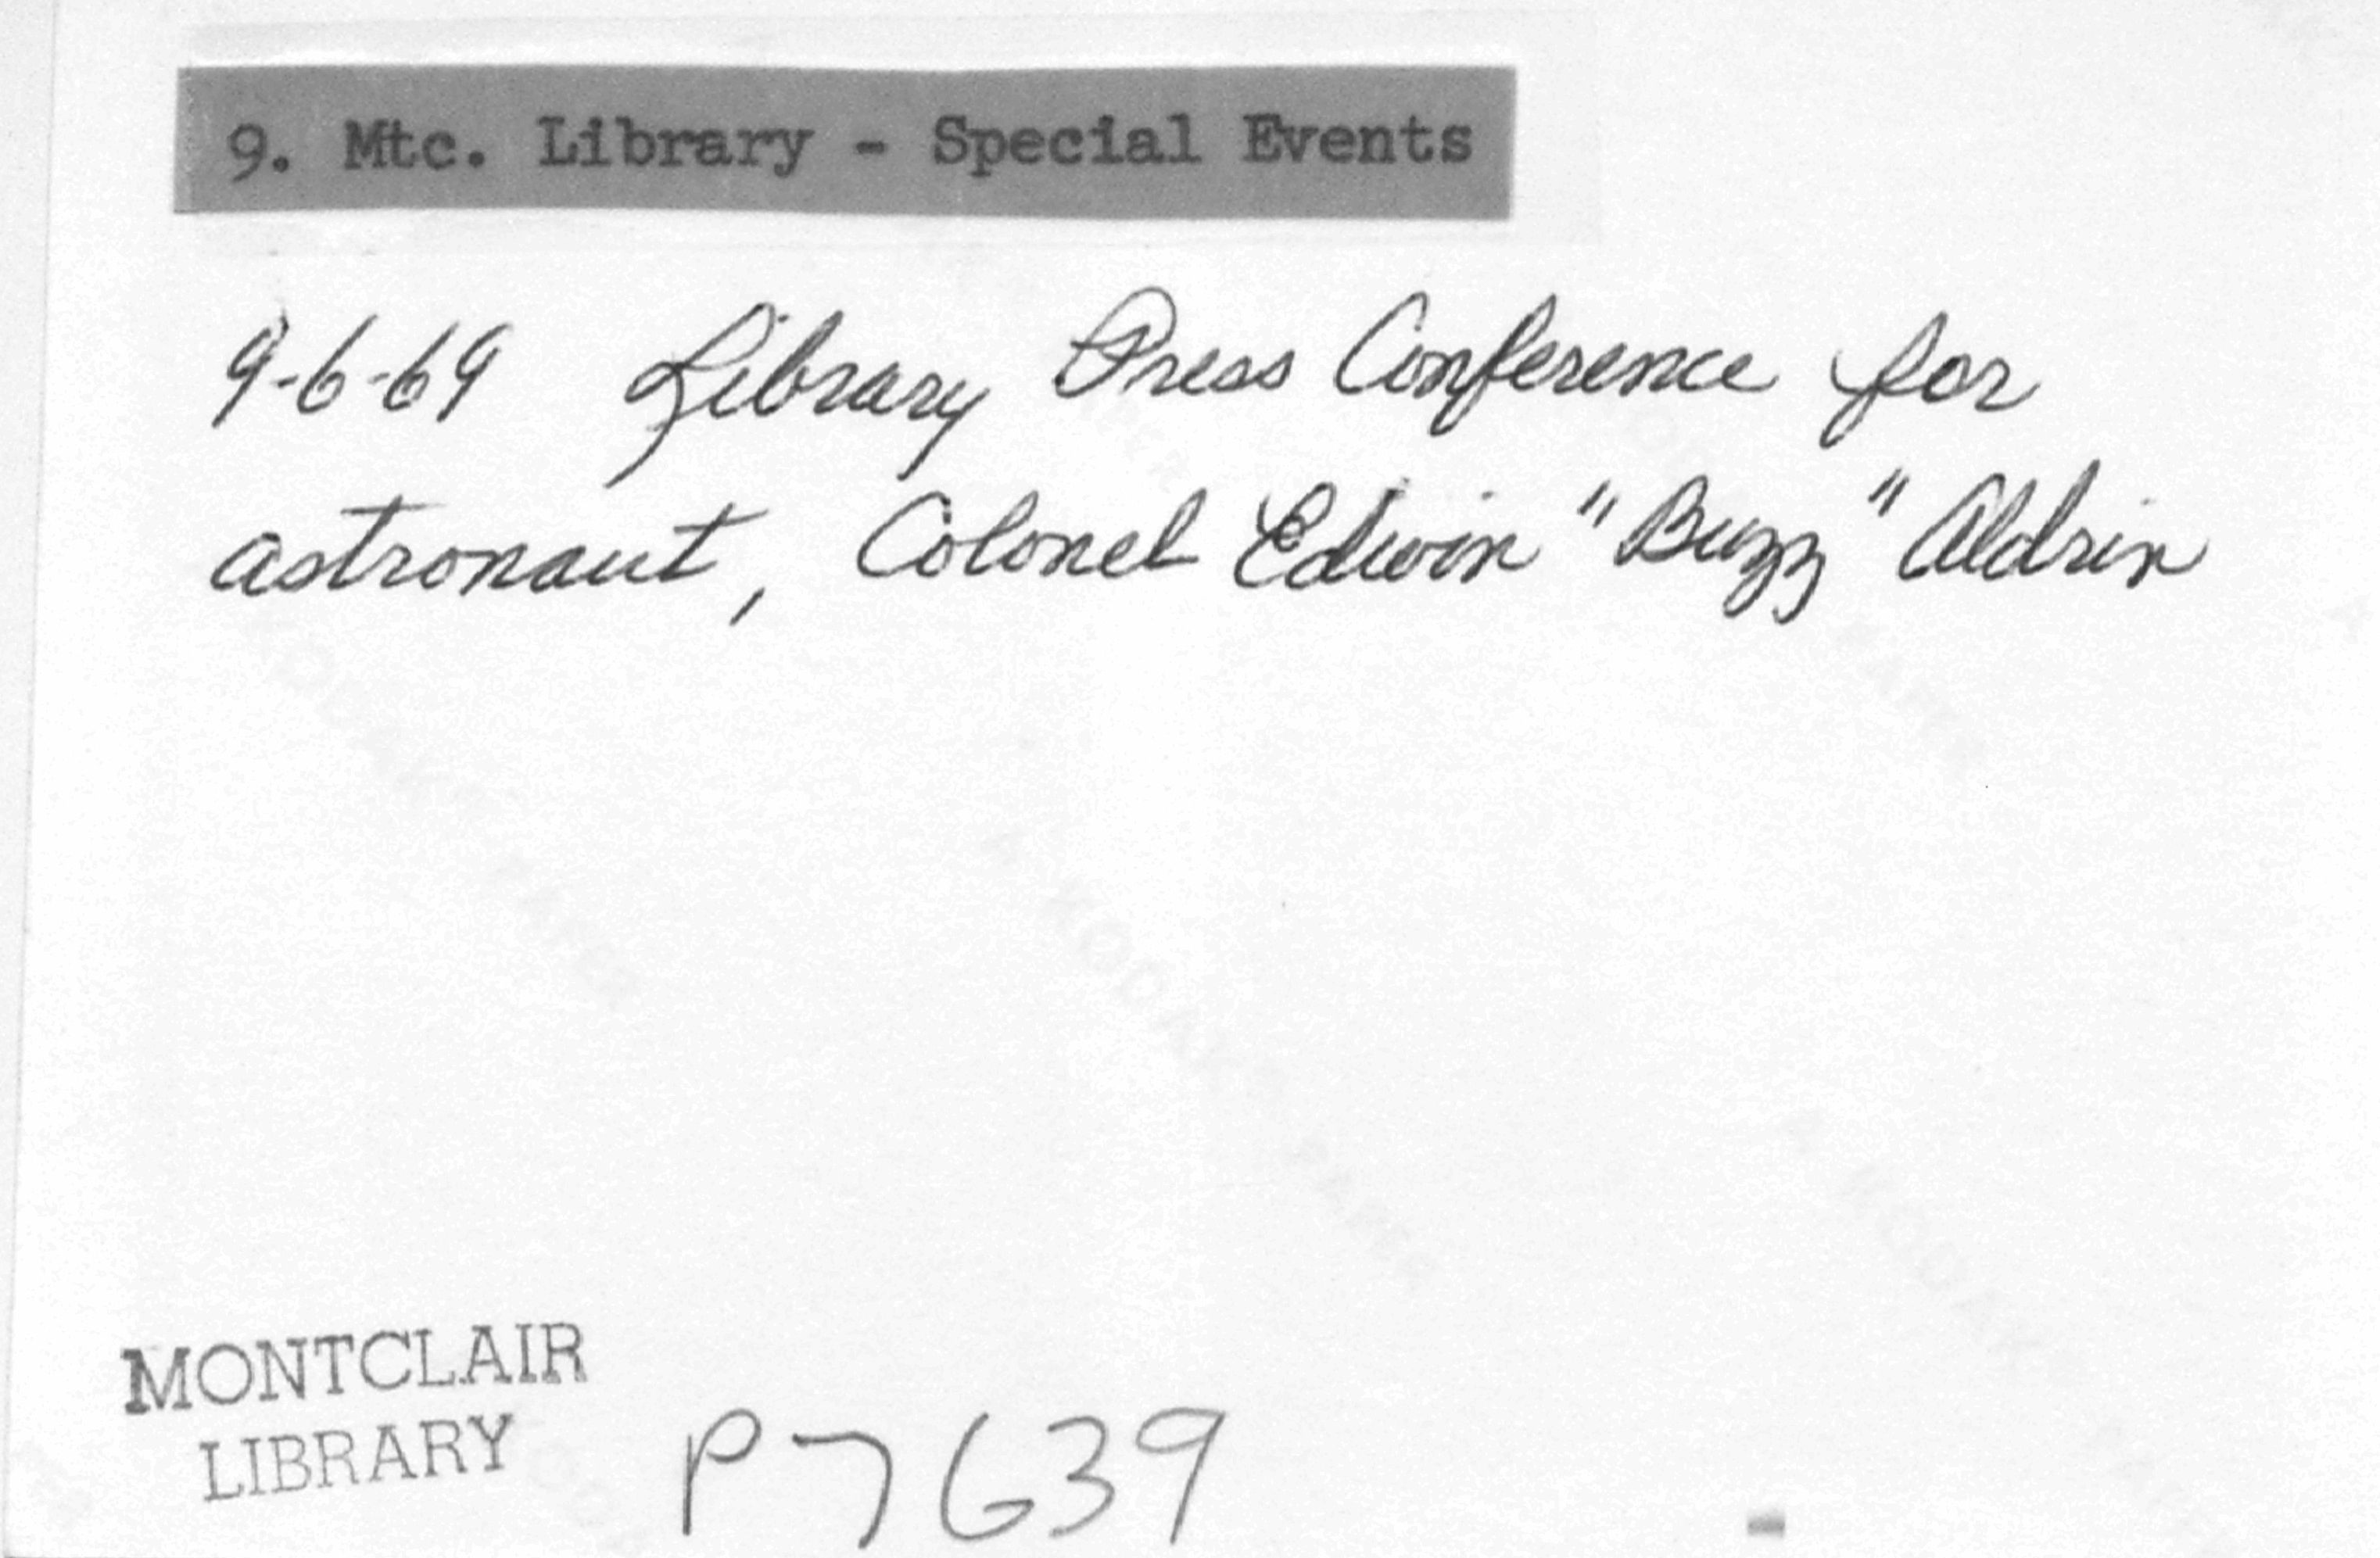 9. Mtc. Library - Special Events
9-6-69 Library Press Conference for
astronaut, Colonel Edwin "Buzz" Aldrin
MONTCLAIR
LIBRARY
P7639